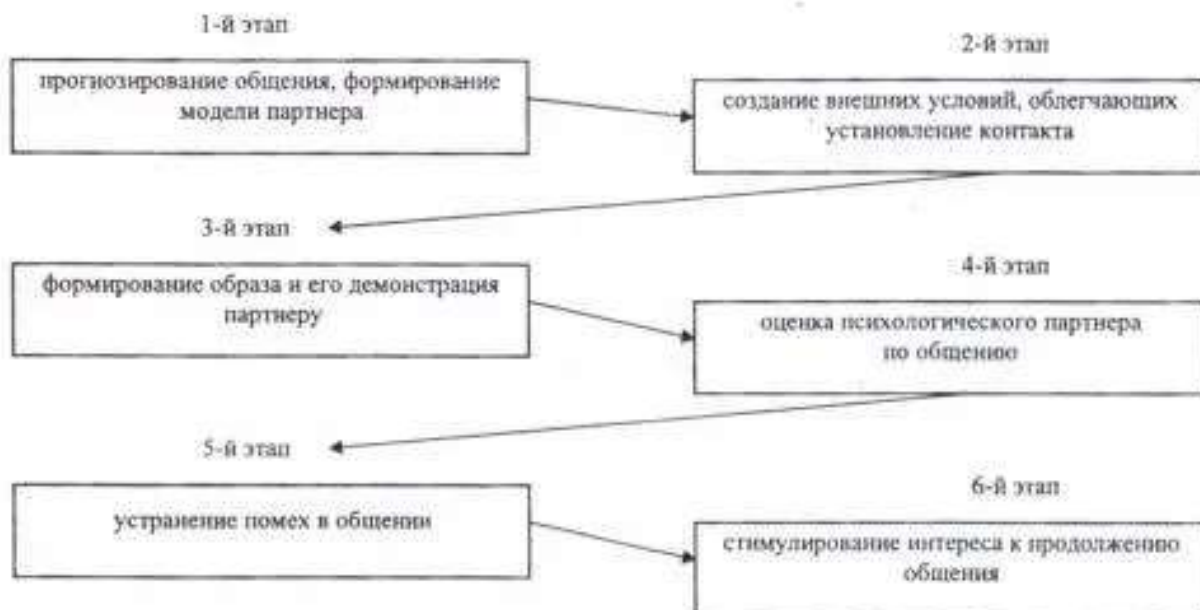 1-й этап
прогнозирование общения, формирование
модели партнера
2-й этап
создание внешних условий, облегчающих
установление контакта
3-й этап
формирование образа и его демонстрация
партнеру
4-й этап
оценка психологического партнера
по общению
5-й этап
устранение помех в общении
6-й этап
стимулирование интереса к продолжению
общения